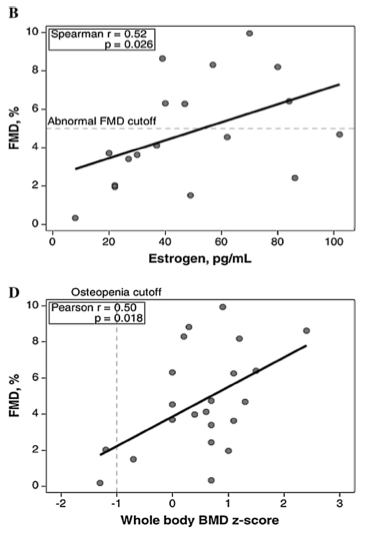 B
Spearman r = 0.52
p = 0.026
Abnormal FMD cutoff
FMD, %
10
8
6
4
2
0
0 20 40 60 80 100
Estrogen, pg/mL
D
Osteopenia cutoff
Pearson r = 0.50
p = 0.018
FMD, %
10
8
6
4
2
0
-2 -1 0 1 2 3
Whole body BMD z-score